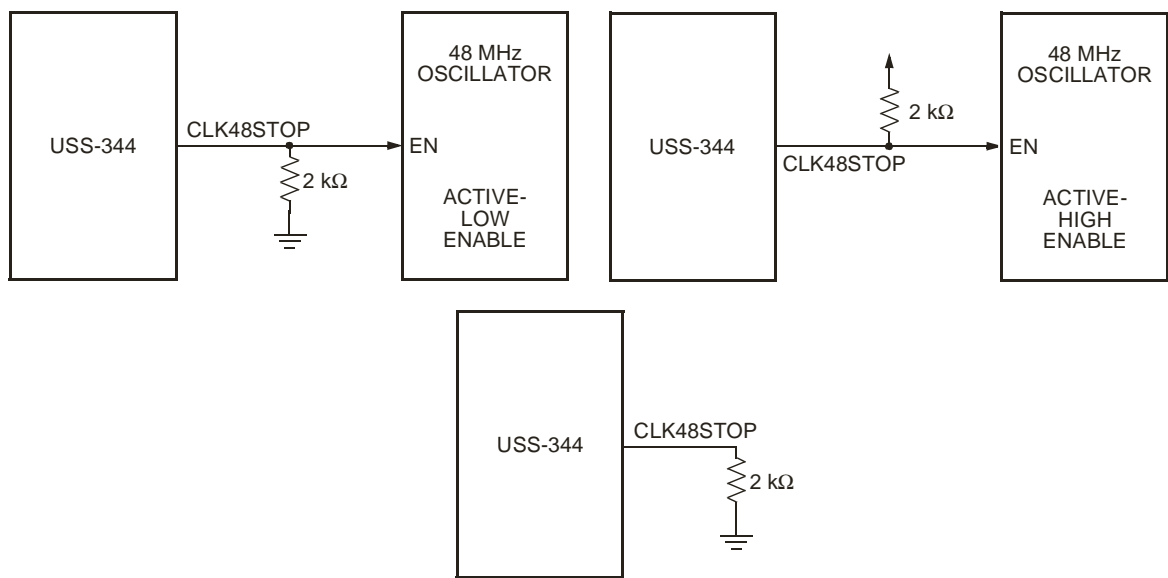 48 MHz
OSCILLATOR
USS-344
CLK48STOP
EN
2 kΩ
ACTIVE-
LOW
ENABLE
48 MHz
OSCILLATOR
2 kΩ
USS-344
CLK48STOP
EN
ACTIVE-
HIGH
ENABLE
USS-344
CLK48STOP
2 kΩ